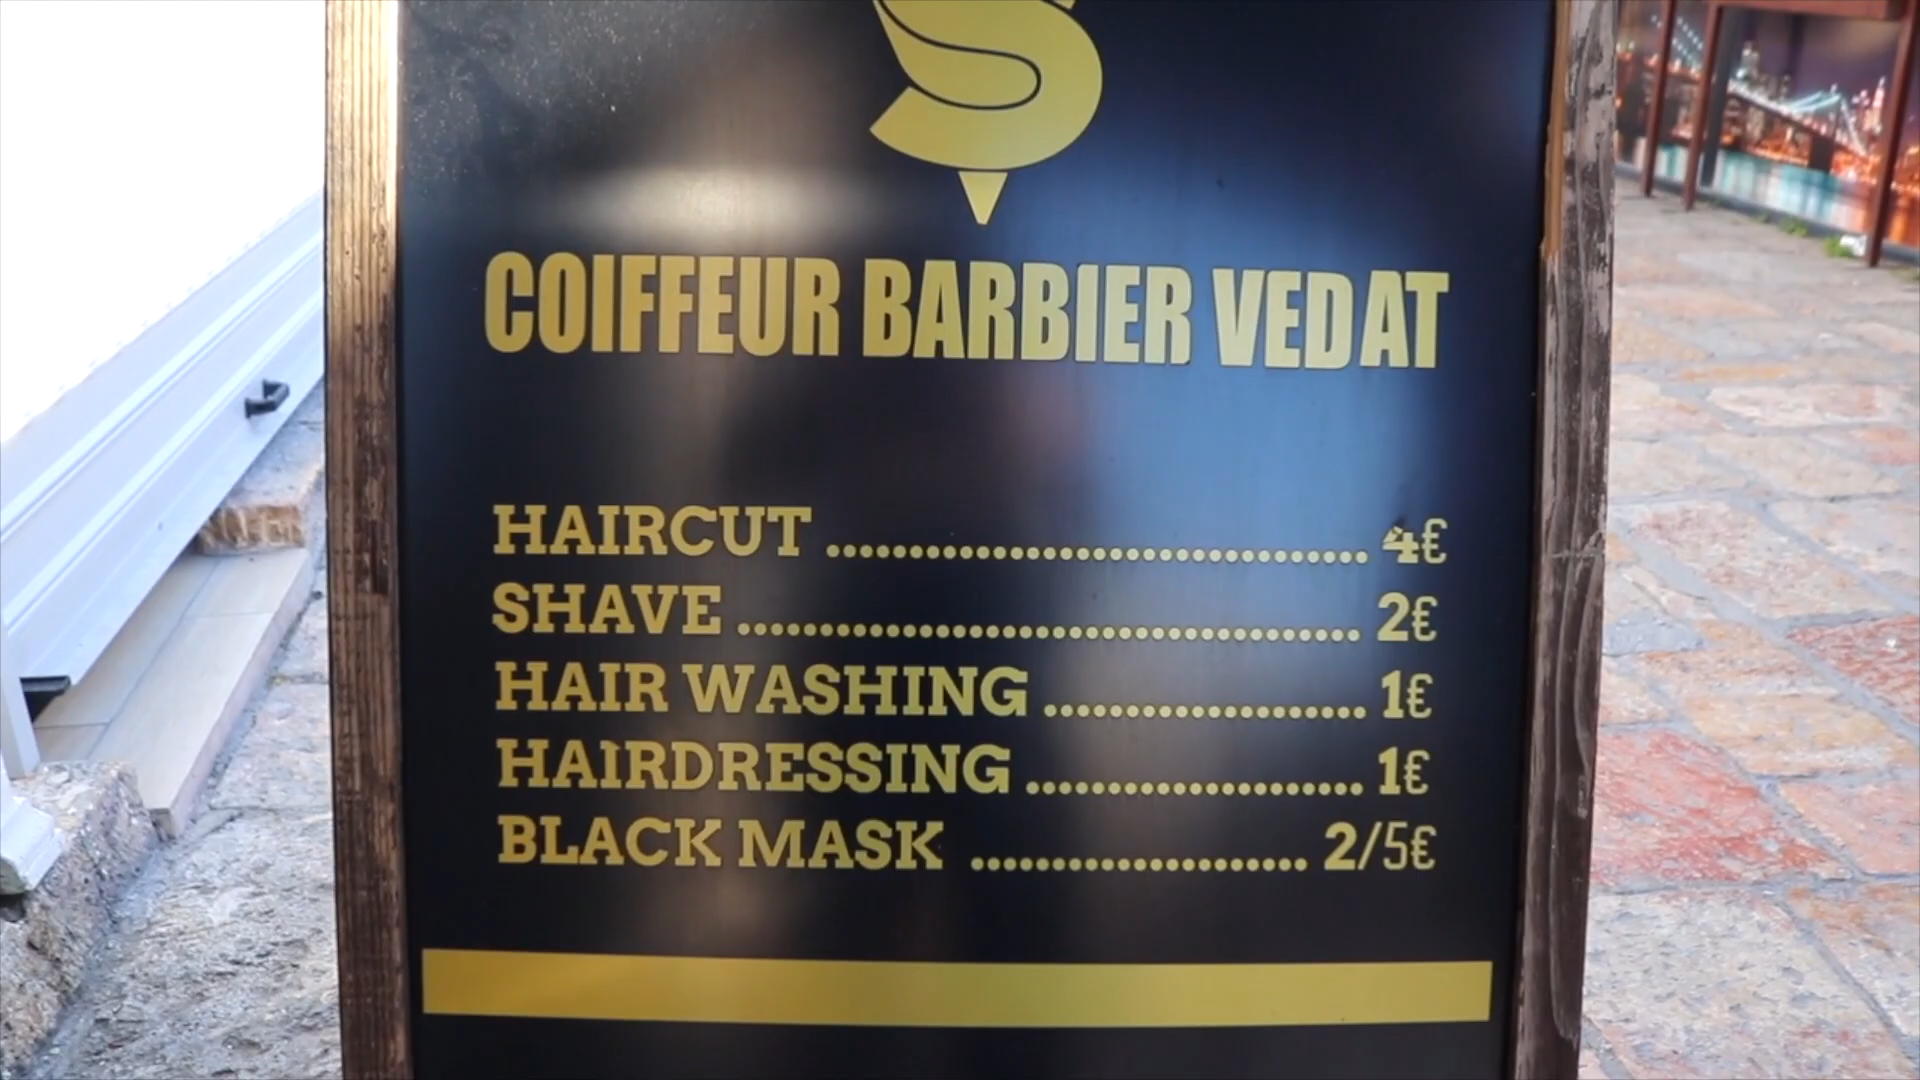 COIFFEUR BARBIER VEDAT
HAIRCUT ........................................ 4€
SHAVE .............................................. 2€
HAIR WASHING ........................ 1€
HAIRDRESSING ......................... 1€
BLACK MASK ......................... 2/5€